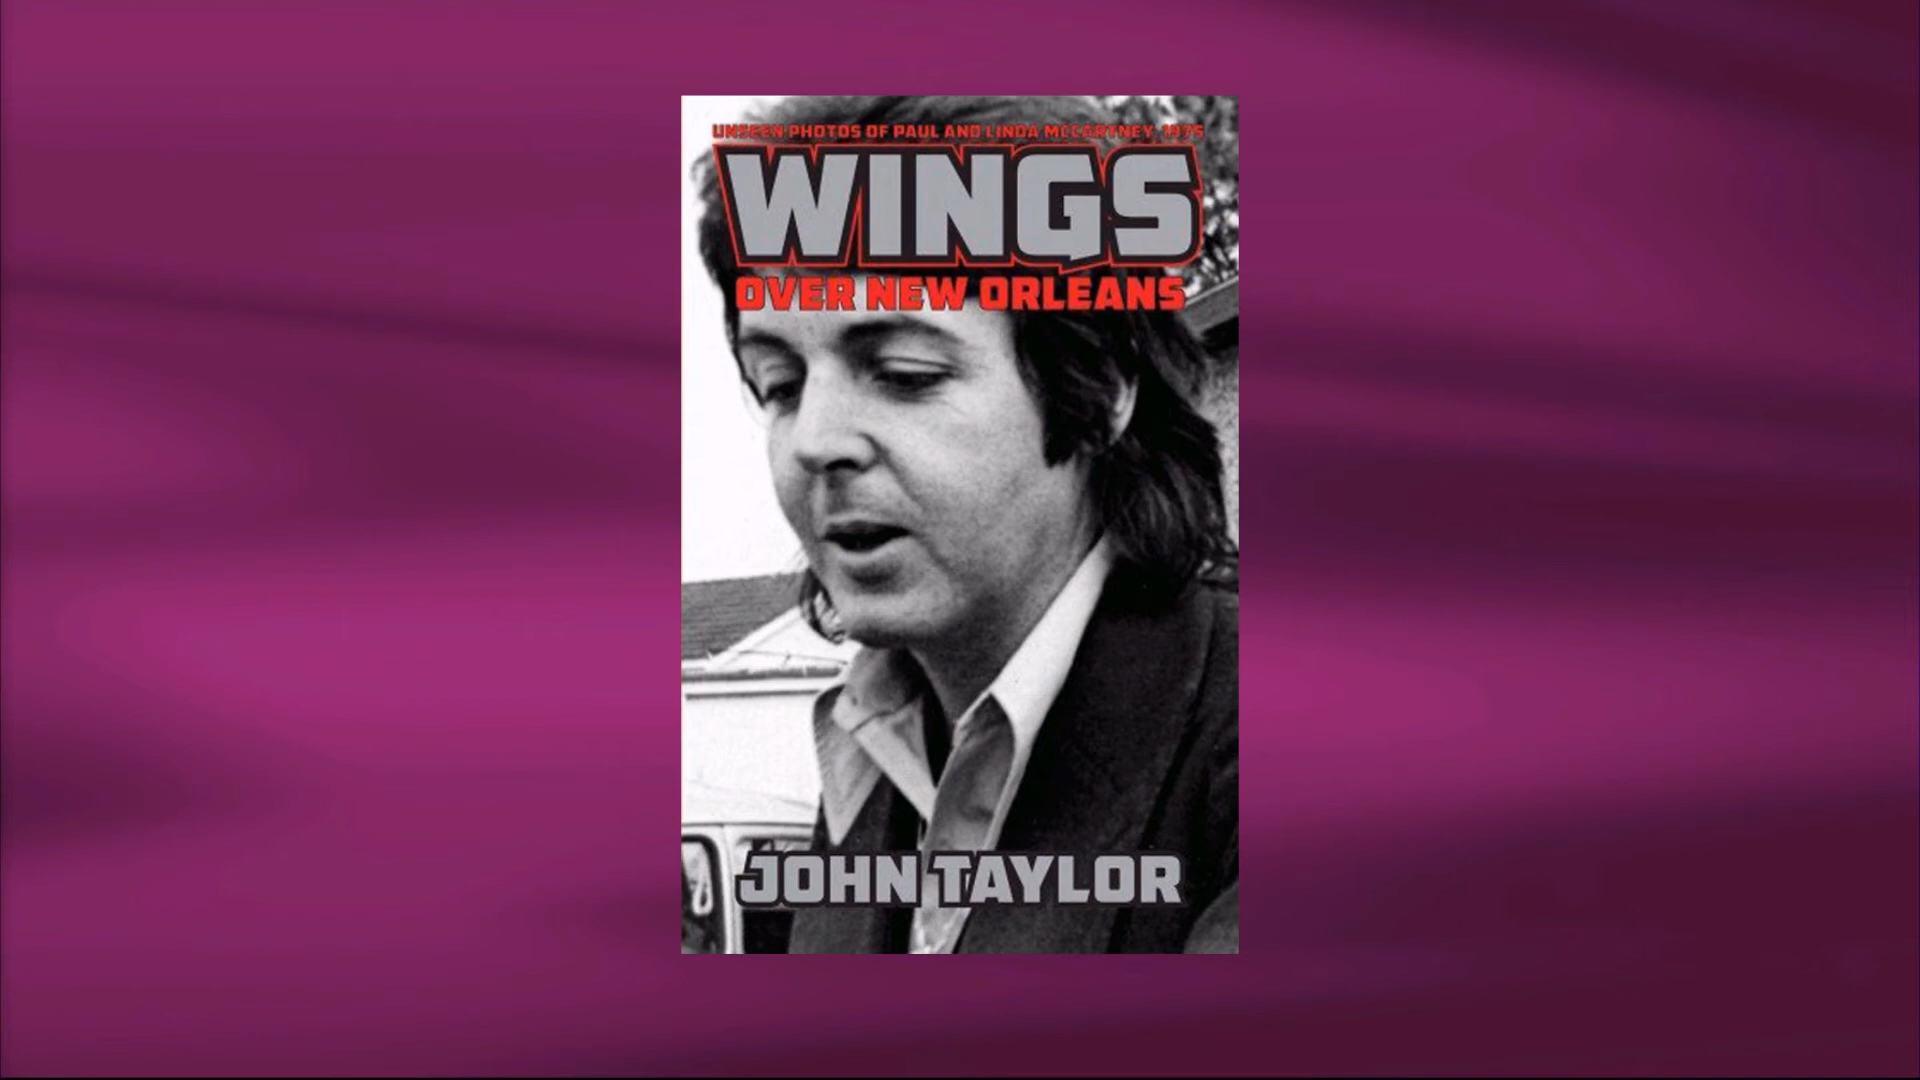 UNSEEN PHOTOS OF PAUL AND LINDA MCCARTNEY, 1975
WINGS
OVER NEW ORLEANS
JOHN TAYLOR